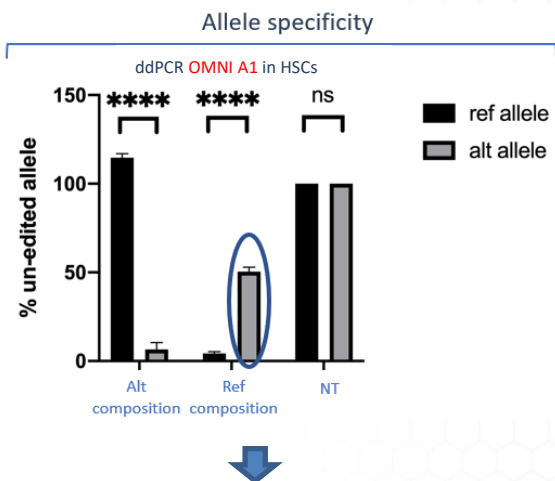 Allele specificity
ddPCR OMNI A1 in HSCs
**** **** ns
ref allele
alt allele
% un-edited allele
150
100
50
0
Alt composition
Ref composition
NT